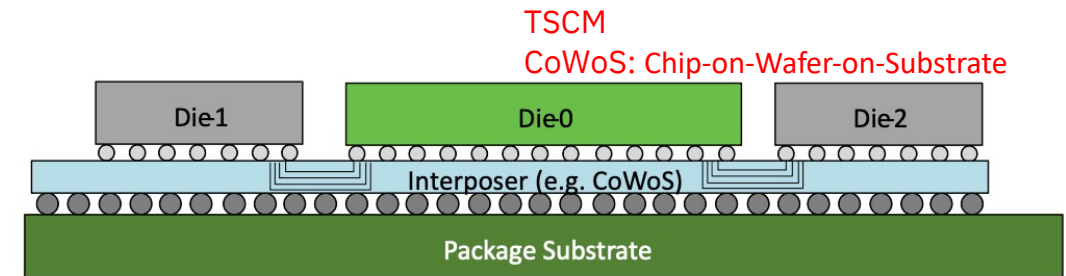 TSCM
CoWoS: Chip-on-Wafer-on-Substrate
Die-1
Die-0
Die-2
Interposer (e.g. CoWoS)
Package Substrate